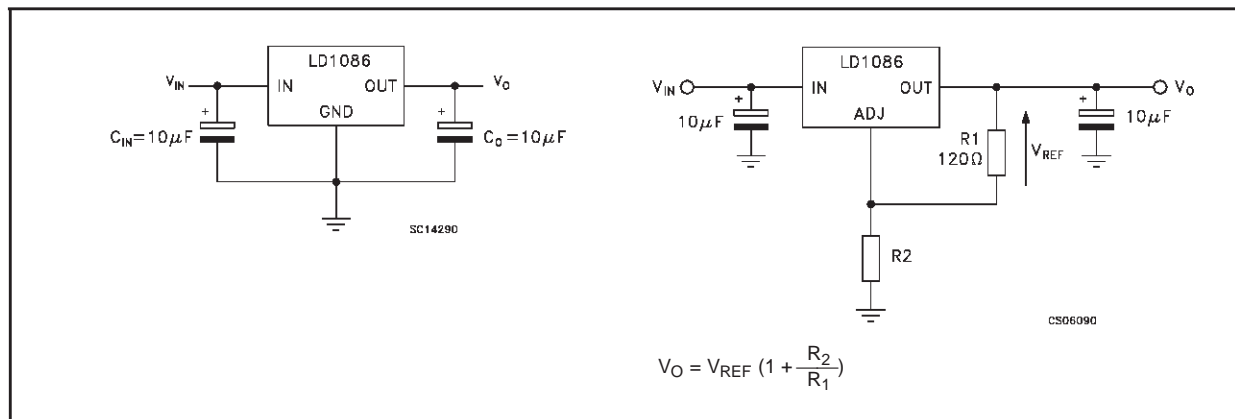 LD1086
V_IN IN OUT V_O
GND
+ +
C_IN=10μF C_O=10μF
SC14290
LD1086
V_IN IN OUT V_O
+ +
10μF ADJ 10μF
R1
120Ω V_REF
R2
CS06090
V_O = V_REF (1 + R_2/R_1)